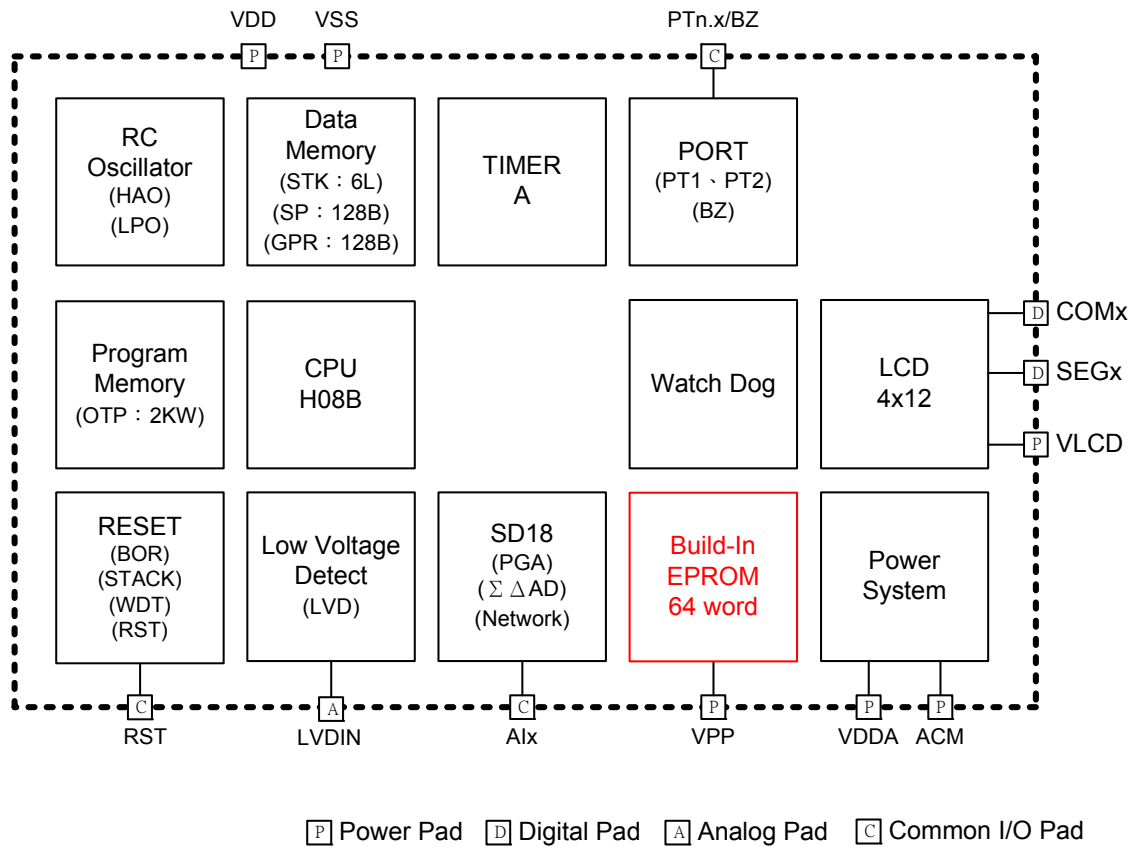 VDD VSS PTn.x/BZ
P P C
RC
Oscillator
(HAO)
(LPO)
Data
Memory
(STK：6L)
(SP：128B)
(GPR：128B)
TIMER
A
PORT
(PT1、PT2)
(BZ)
Program
Memory
(OTP：2KW)
CPU
H08B
Watch Dog
LCD
4x12
D COMx
D SEGx
P VLCD
RESET
(BOR)
(STACK)
(WDT)
(RST)
Low Voltage
Detect
(LVD)
SD18
(PGA)
(ΣΔAD)
(Network)
Build-In
EPROM
64 word
Power
System
C A C P P P
RST LVDIN AIx VPP VDDA ACM
P Power Pad D Digital Pad A Analog Pad C Common I/O Pad